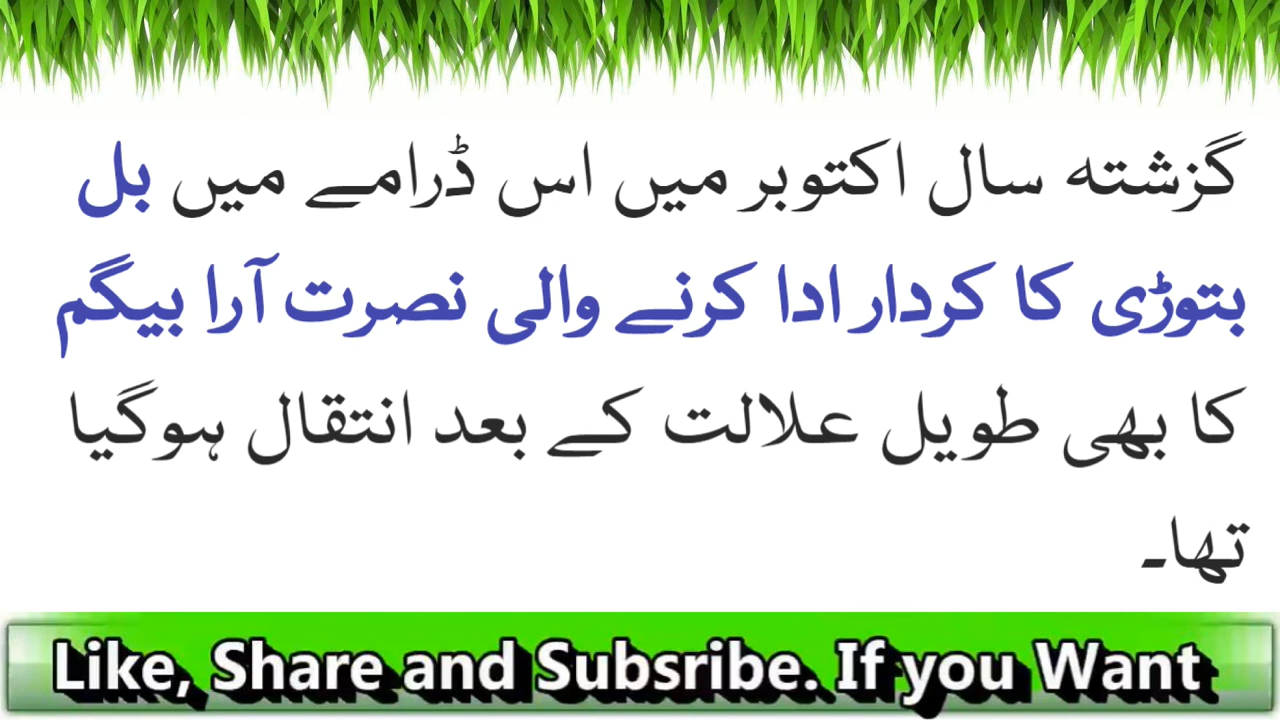 گزشتہ سال اکتوبر میں اس ڈرامے میں بل
بتوڑی کا کردار ادا کرنے والی نصرت آرا بیگم
کا بھی طویل علالت کے بعد انتقال ہوگیا
تھا۔
Like, Share and Subsribe. If you Want